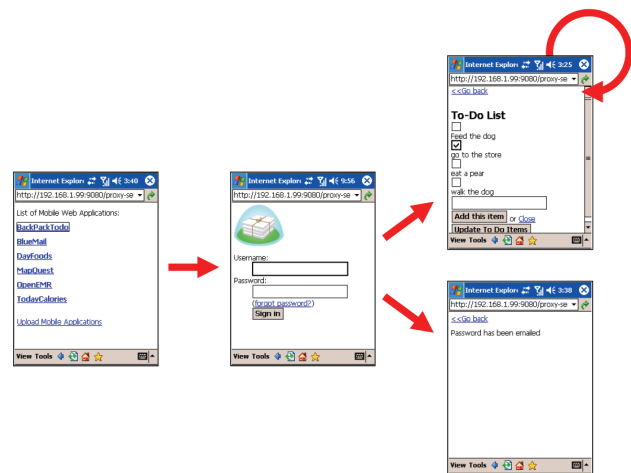 Internet Explor 3:40
http://192.168.1.99:9080/proxy-se
List of Mobile Web Applications:
BackPackTodo
BlueMail
DayFoods
MapQuest
OpenEMR
TodayCalories
Upload Mobile Applications
View Tools
Internet Explor 9:56
http://192.168.1.99:9080/proxy-se
Username:
Password:
(forgot password?)
Sign in
View Tools
Internet Explor 3:25
http://192.168.1.99:9080/proxy-se
<<Go back
To-Do List
Feed the dog
go to the store
eat a pear
walk the dog
Add this item or Close
Update To Do Items
View Tools
Internet Explor 3:38
http://192.168.1.99:9080/proxy-se
<<Go back
Password has been emailed
View Tools